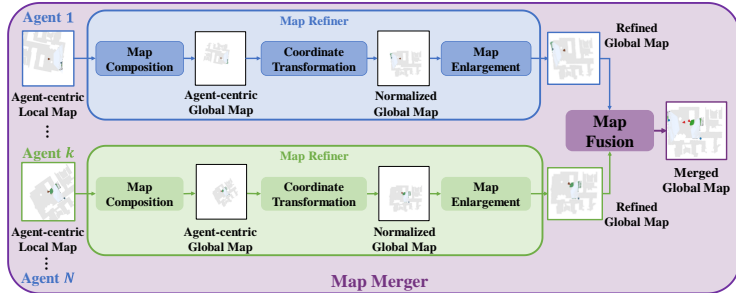 Agent 1
Map Refiner
Map
Composition
Coordinate
Transformation
Map
Enlargement
Refined
Global Map
Agent-centric
Local Map
Agent-centric
Global Map
Normalized
Global Map
⋮
Map
Fusion
Merged
Global Map
Agent k
Map Refiner
Map
Composition
Coordinate
Transformation
Map
Enlargement
Refined
Global Map
Agent-centric
Local Map
Agent-centric
Global Map
Normalized
Global Map
⋮
Agent N
Map Merger